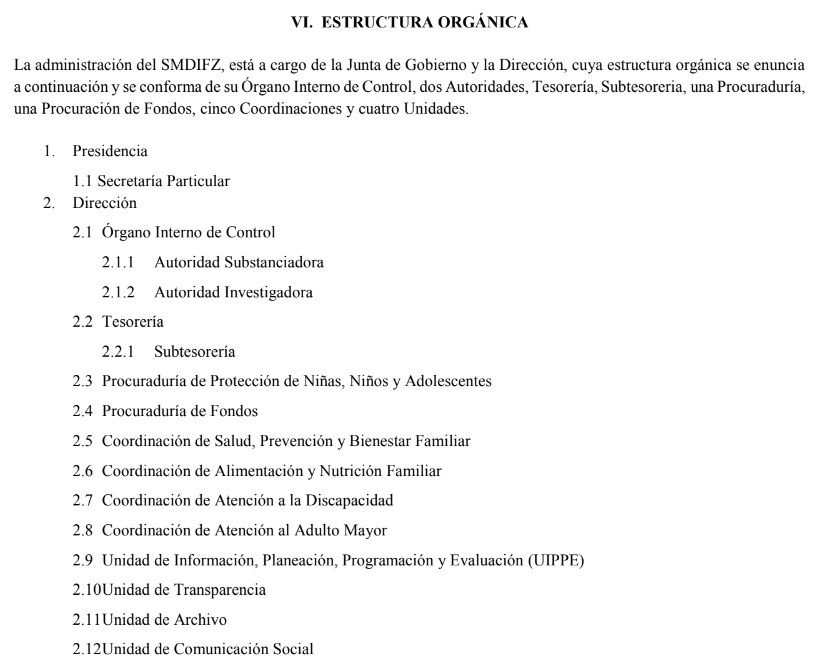 VI. ESTRUCTURA ORGÁNICA
La administración del SMDIFZ, está a cargo de la Junta de Gobierno y la Dirección, cuya estructura orgánica se enuncia
a continuación y se conforma de su Órgano Interno de Control, dos Autoridades, Tesorería, Subtesoreria, una Procuraduría,
una Procuración de Fondos, cinco Coordinaciones y cuatro Unidades.
1. Presidencia
1.1 Secretaría Particular
2. Dirección
2.1 Órgano Interno de Control
2.1.1 Autoridad Substanciadora
2.1.2 Autoridad Investigadora
2.2 Tesorería
2.2.1 Subtesorería
2.3 Procuraduría de Protección de Niñas, Niños y Adolescentes
2.4 Procuraduría de Fondos
2.5 Coordinación de Salud, Prevención y Bienestar Familiar
2.6 Coordinación de Alimentación y Nutrición Familiar
2.7 Coordinación de Atención a la Discapacidad
2.8 Coordinación de Atención al Adulto Mayor
2.9 Unidad de Información, Planeación, Programación y Evaluación (UIPPE)
2.10Unidad de Transparencia
2.11Unidad de Archivo
2.12Unidad de Comunicación Social